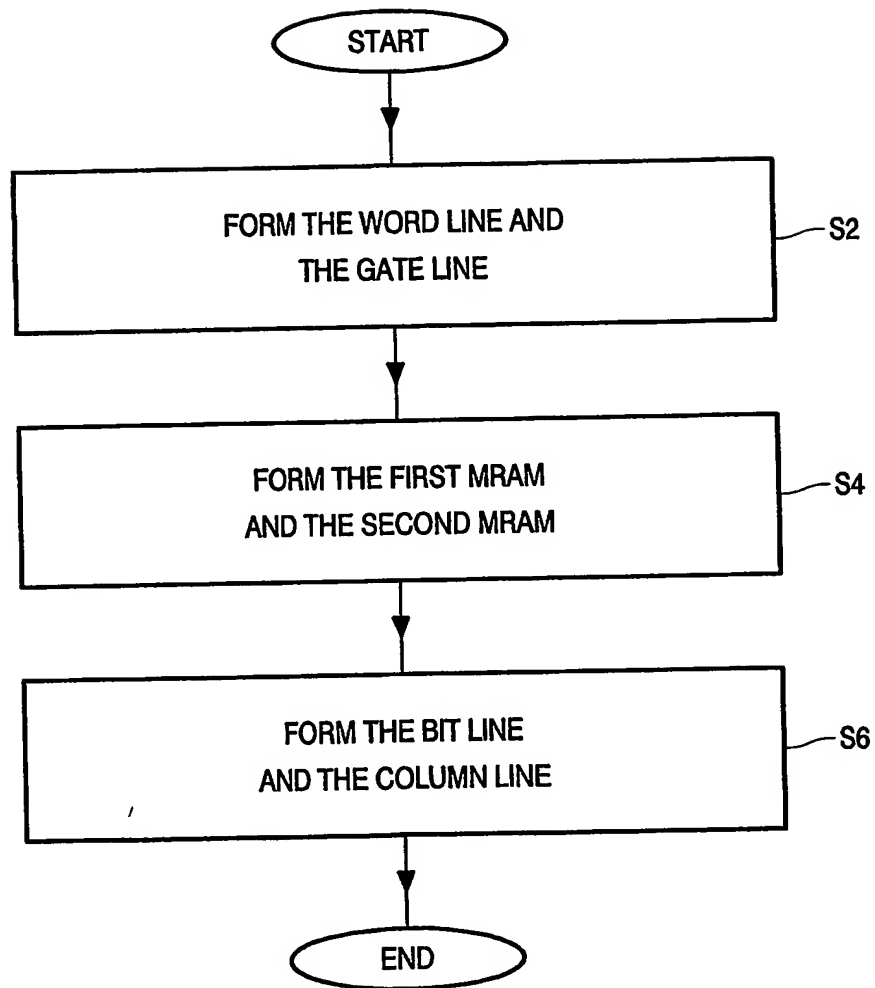 START
FORM THE WORD LINE AND
THE GATE LINE
S2
FORM THE FIRST MRAM
AND THE SECOND MRAM
S4
FORM THE BIT LINE
AND THE COLUMN LINE
S6
END